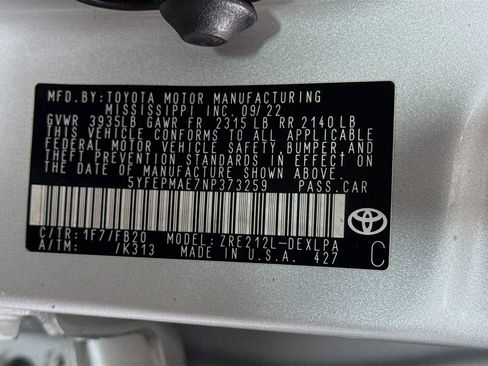 MFD.BY:TOYOTA MOTOR MANUFACTURING
MISSISSIPPI INC. 09/22
GVWR 3935LB GAWR FR 2315 LB RR 2140 LB
THIS VEHICLE CONFORMS TO ALL APPLICABLE
FEDERAL MOTOR VEHICLE SAFETY, BUMPER, AND
THEFT PREVENTION STANDARDS IN EFFECT
ON THE DATE OF MANUFACTURE SHOWN ABOVE.
5YFEPMAE7NP373259 PASS.CAR
C/TR:1F7/FB20 MODEL:ZRE212L-DEXLPA
A/TM: /K313 MADE IN U.S.A. 427
C